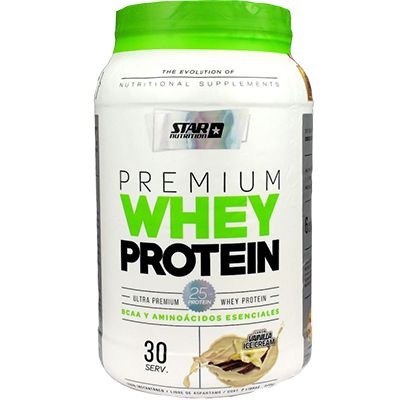 THE EVOLUTION OF
NUTRITIONAL SUPPLEMENTS
STAR
NUTRITION
PREMIUM
WHEY
PROTEIN
ULTRA PREMIUM
25
PROTEIN
WHEY PROTEIN
BCAA Y AMINOÁCIDOS ESENCIALES
30
SERV.
VAINILLA
ICE CREAM